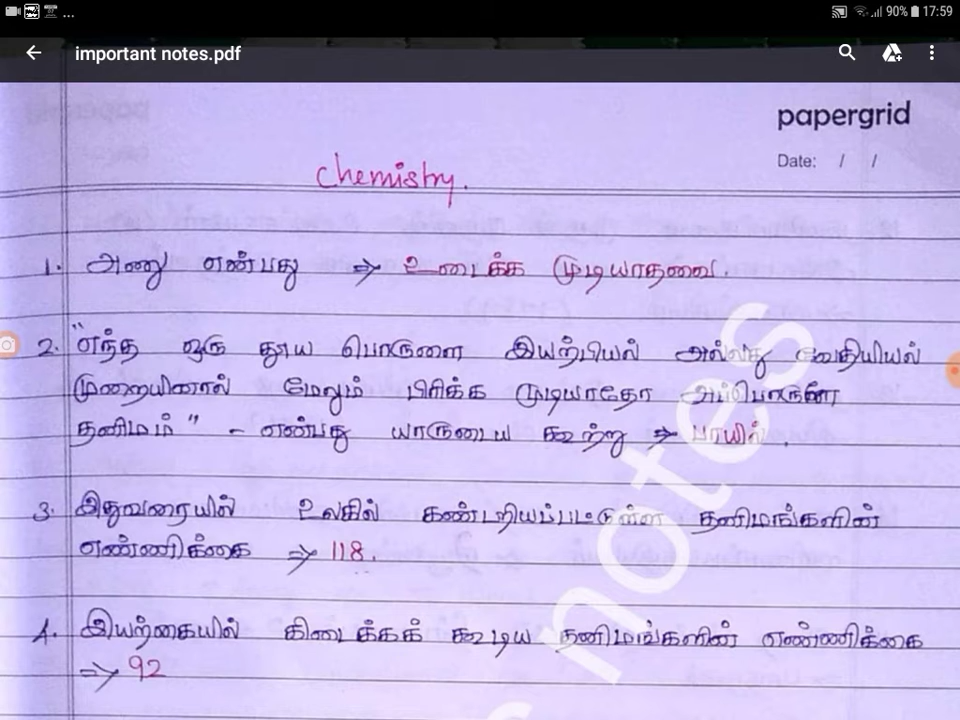 90% 17:59
important notes.pdf
papergrid
Date: / /
Chemistry.
1. அணு என்பது ⇒ உடைக்க முடியாதவை.
2. "எந்த ஒரு தூய பொருளை இயற்பியல் அல்லது வேதியியல்
முறையினால் மேலும் பிரிக்க முடியாதோ அப்பொருளே
தனிமம்" - என்பது யாருடைய கூற்று ⇒ பாயில்.
3. இதுவரையில் உலகில் கண்டறியப்பட்டுள்ள தனிமங்களின்
எண்ணிக்கை ⇒ 118.
4. இயற்கையில் கிடைக்கக் கூடிய தனிமங்களின் எண்ணிக்கை
⇒ 92
notes